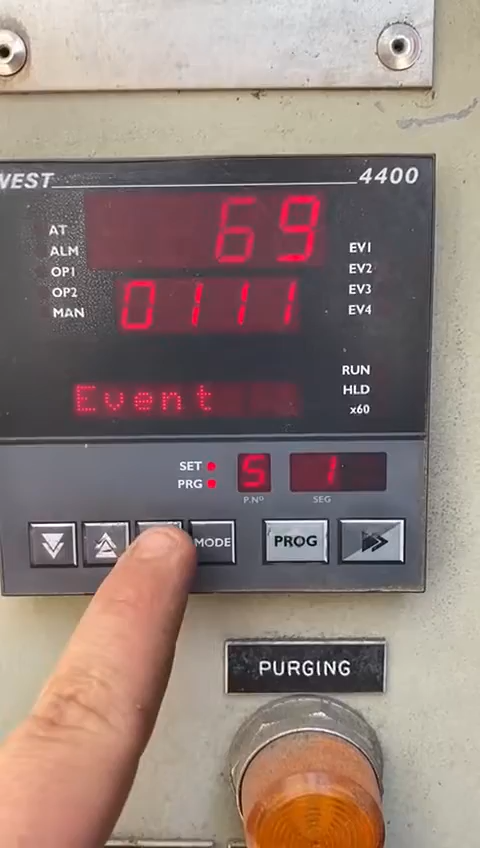 WEST 4400
69
AT
ALM
OP1
OP2
MAN
EV1
EV2
EV3
EV4
0111
RUN
HLD
x60
Event
SET
PRG
5 1
P.Nº SEG
MODE PROG
PURGING